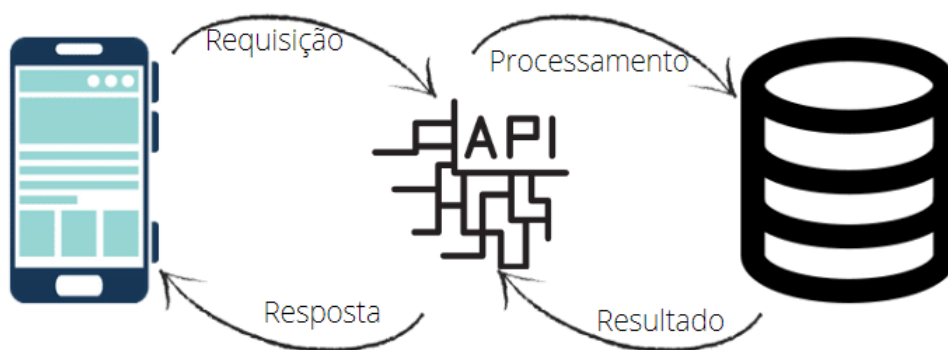 Requisição
Processamento
API
Resposta
Resultado